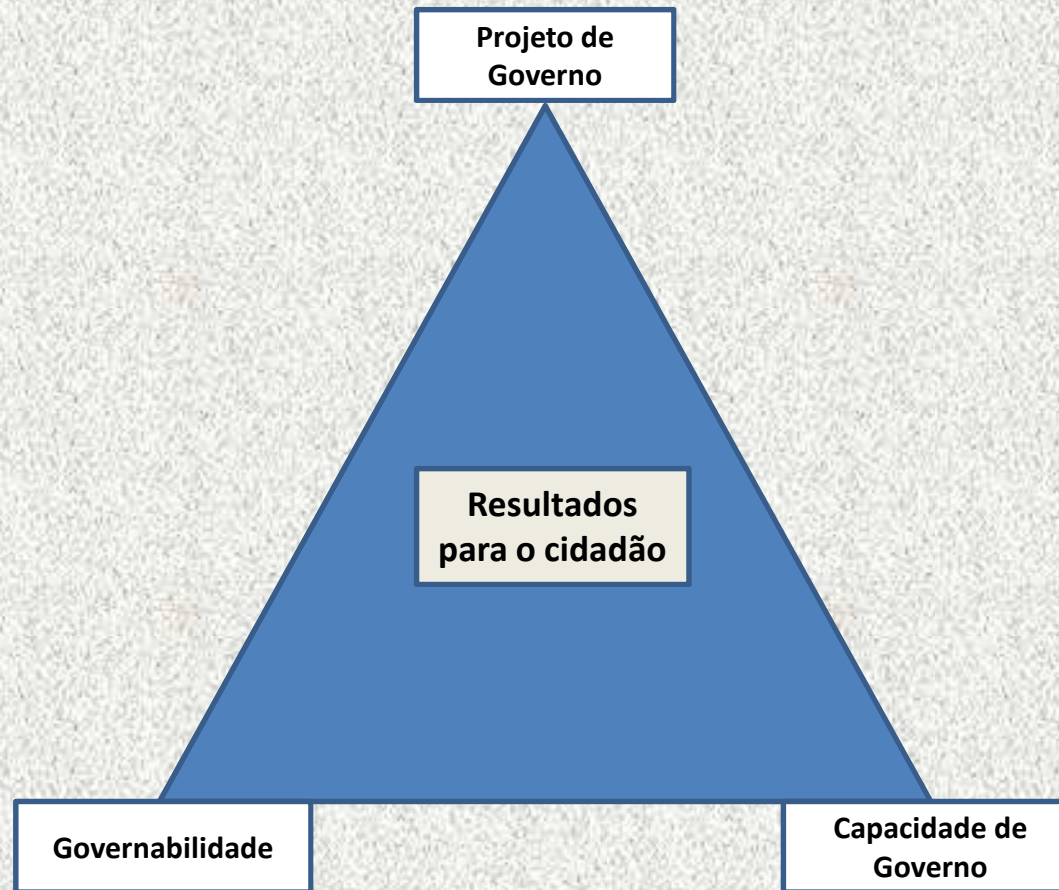 Projeto de
Governo
Resultados
para o cidadão
Governabilidade
Capacidade de
Governo